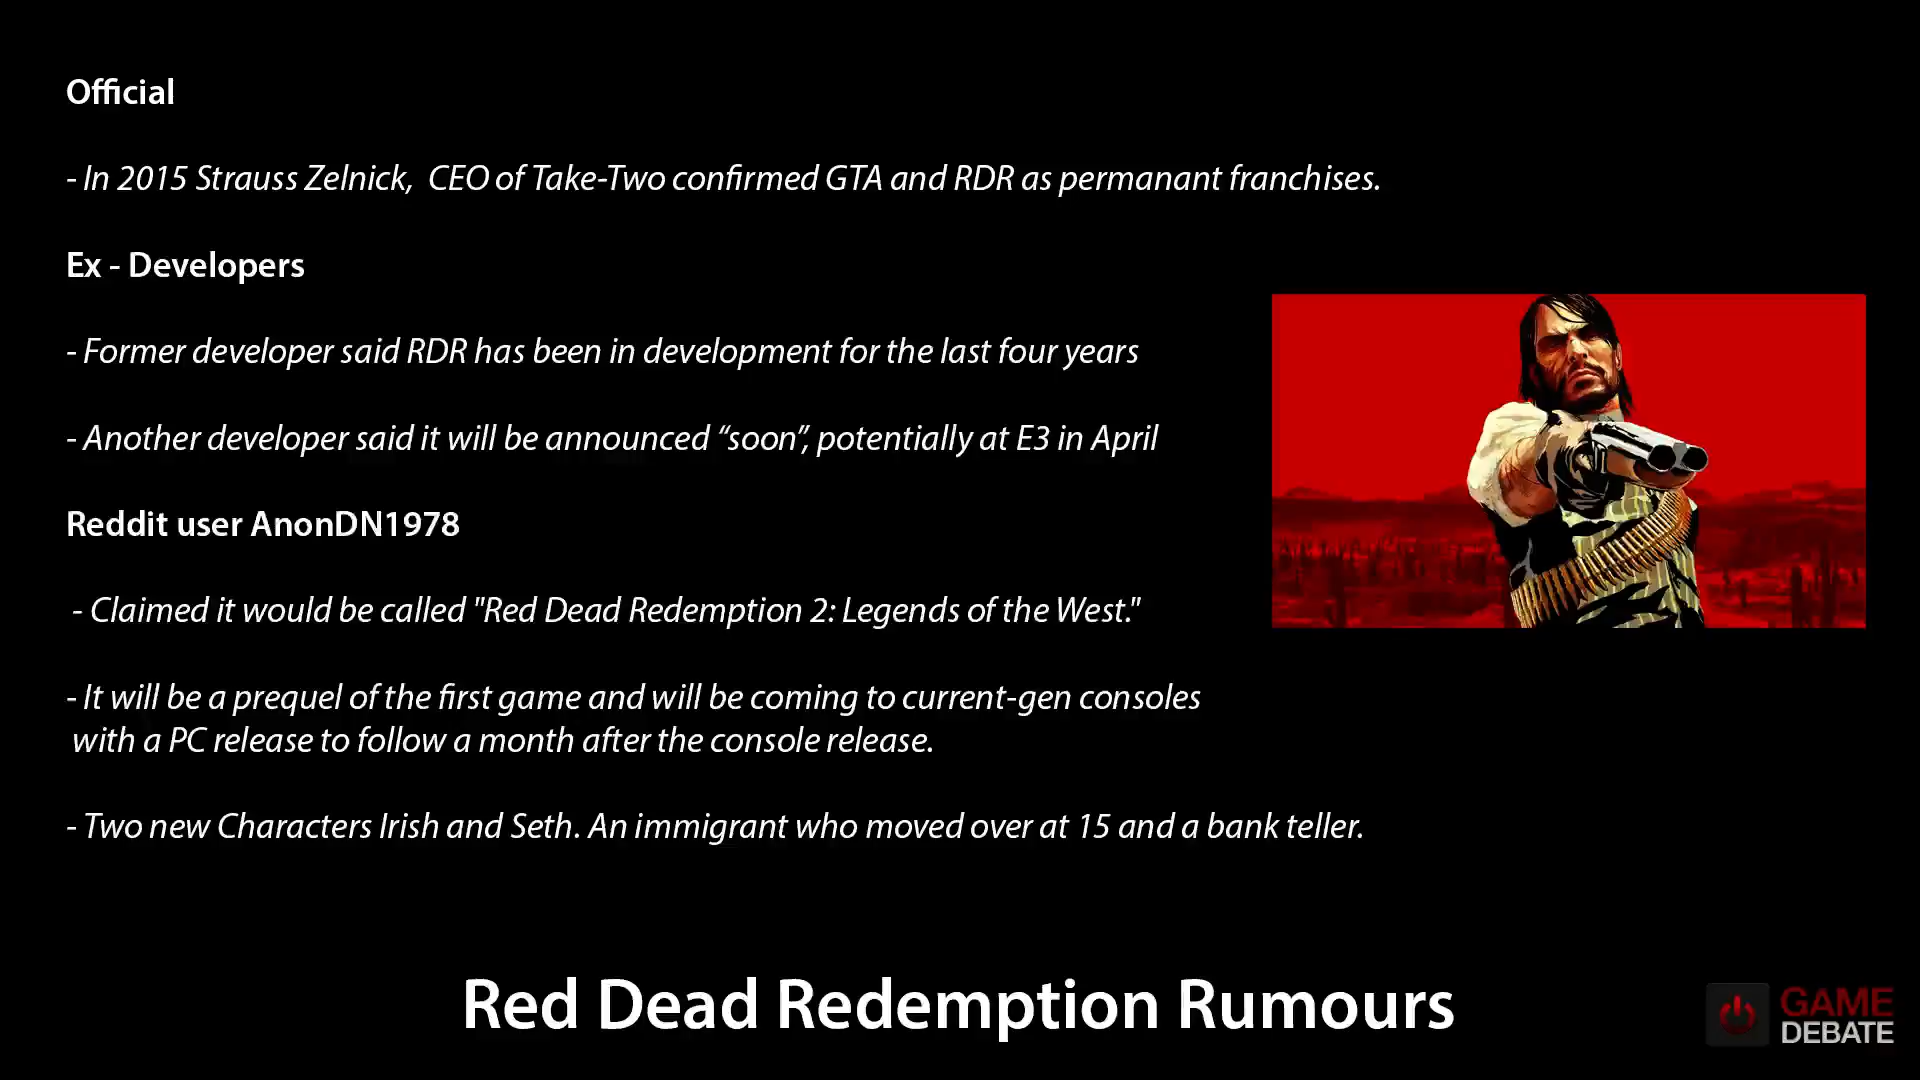 Official
- In 2015 Strauss Zelnick,  CEO of Take-Two confirmed GTA and RDR as permanant franchises.
Ex - Developers
- Former developer said RDR has been in development for the last four years
- Another developer said it will be announced “soon”, potentially at E3 in April
Reddit user AnonDN1978
- Claimed it would be called "Red Dead Redemption 2: Legends of the West."
- It will be a prequel of the first game and will be coming to current-gen consoles
with a PC release to follow a month after the console release.
- Two new Characters Irish and Seth. An immigrant who moved over at 15 and a bank teller.
Red Dead Redemption Rumours
GAME
DEBATE